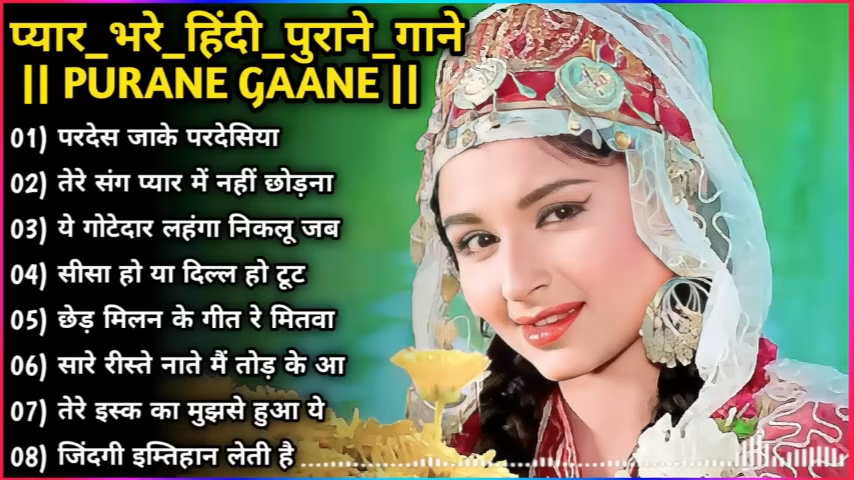 प्यार_भरे_हिंदी_पुराने_गाने
|| PURANE GAANE ||
01) परदेस जाके परदेसिया
02) तेरे संग प्यार में नहीं छोड़ना
03) ये गोटेदार लहंगा निकलू जब
04) सीसा हो या दिल्ल हो टूट
05) छेड़ मिलन के गीत रे मितवा
06) सारे रीस्ते नाते मैं तोड़ के आ
07) तेरे इस्क का मुझसे हुआ ये
08) जिंदगी इम्तिहान लेती है